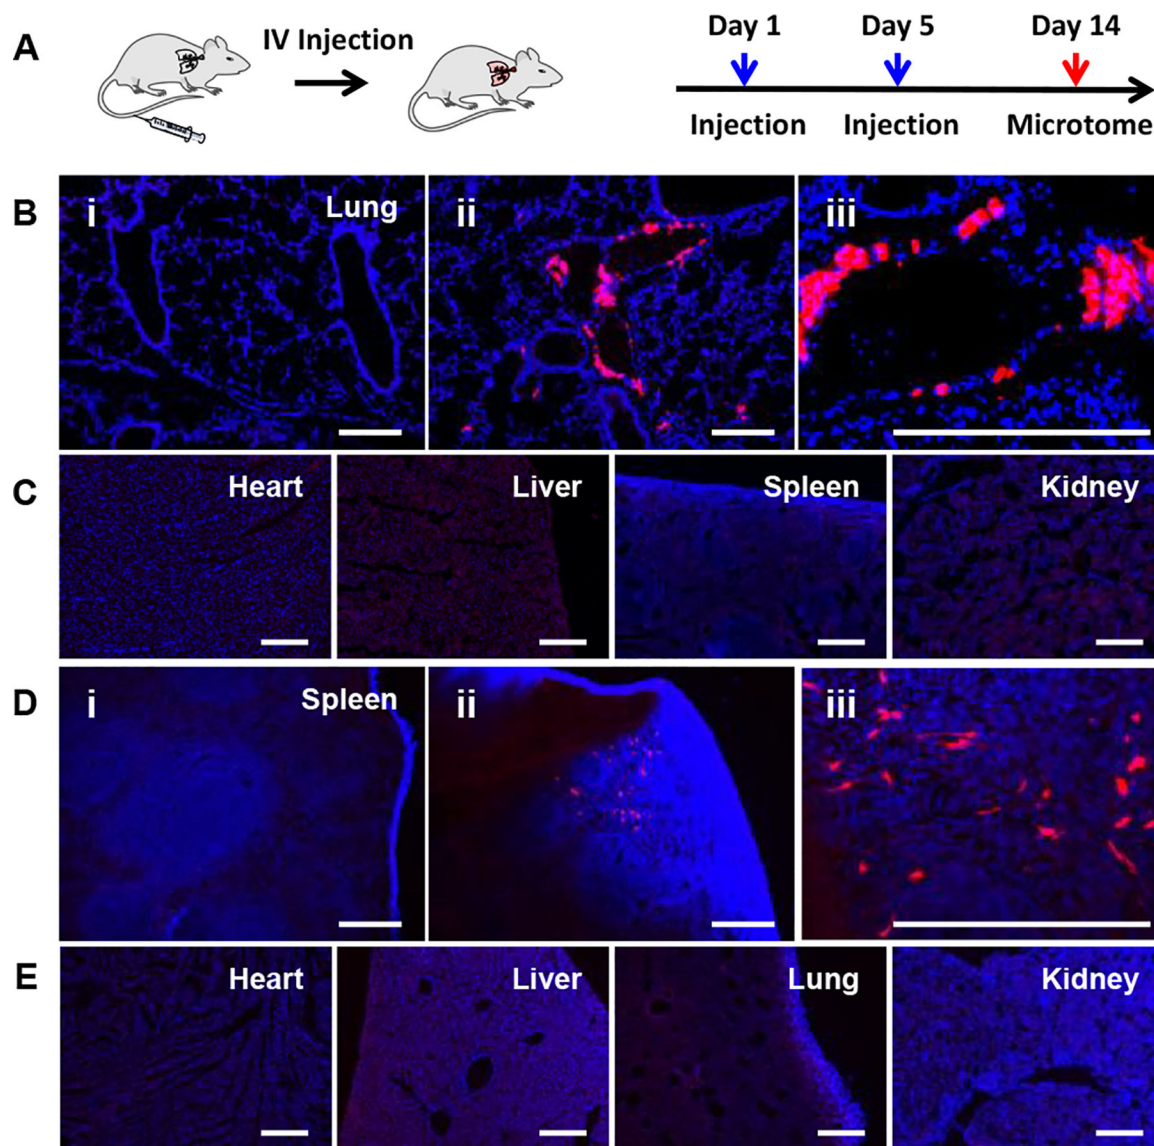 A
IV Injection
Day 1 Day 5 Day 14
Injection Injection Microtome
B
i Lung ii iii
C
Heart Liver Spleen Kidney
D
i Spleen ii iii
E
Heart Liver Lung Kidney